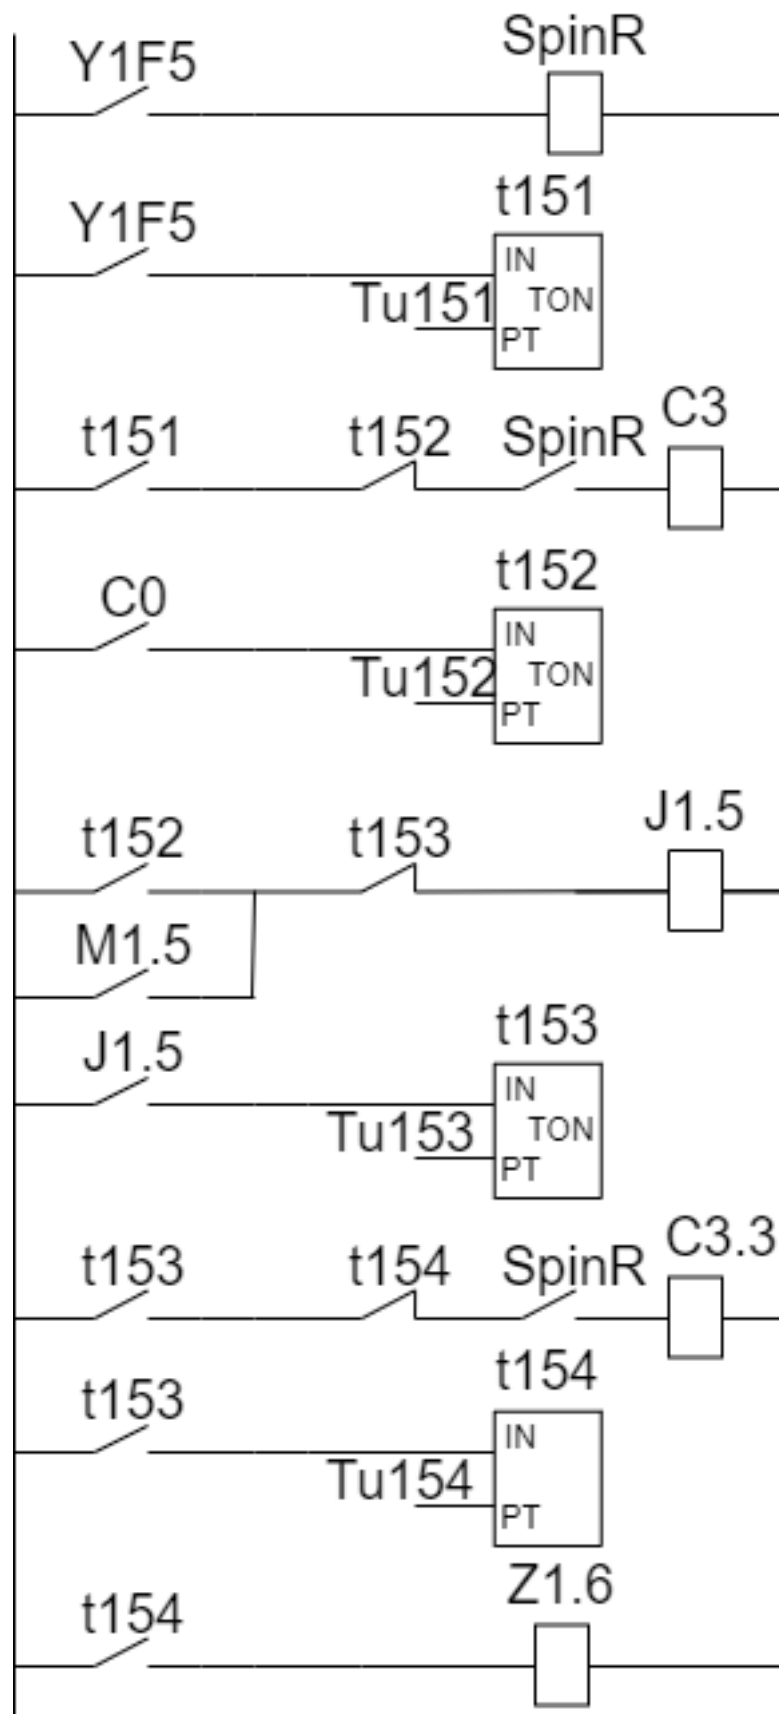 SpinR
Y1F5
t151
Y1F5
IN
TON
Tu151
PT
C3
t151 t152 SpinR
t152
C0
IN
TON
Tu152
PT
J1.5
t152 t153
M1.5
t153
J1.5
IN
TON
Tu153
PT
C3.3
t153 t154 SpinR
t154
t153
IN
Tu154
PT
Z1.6
t154